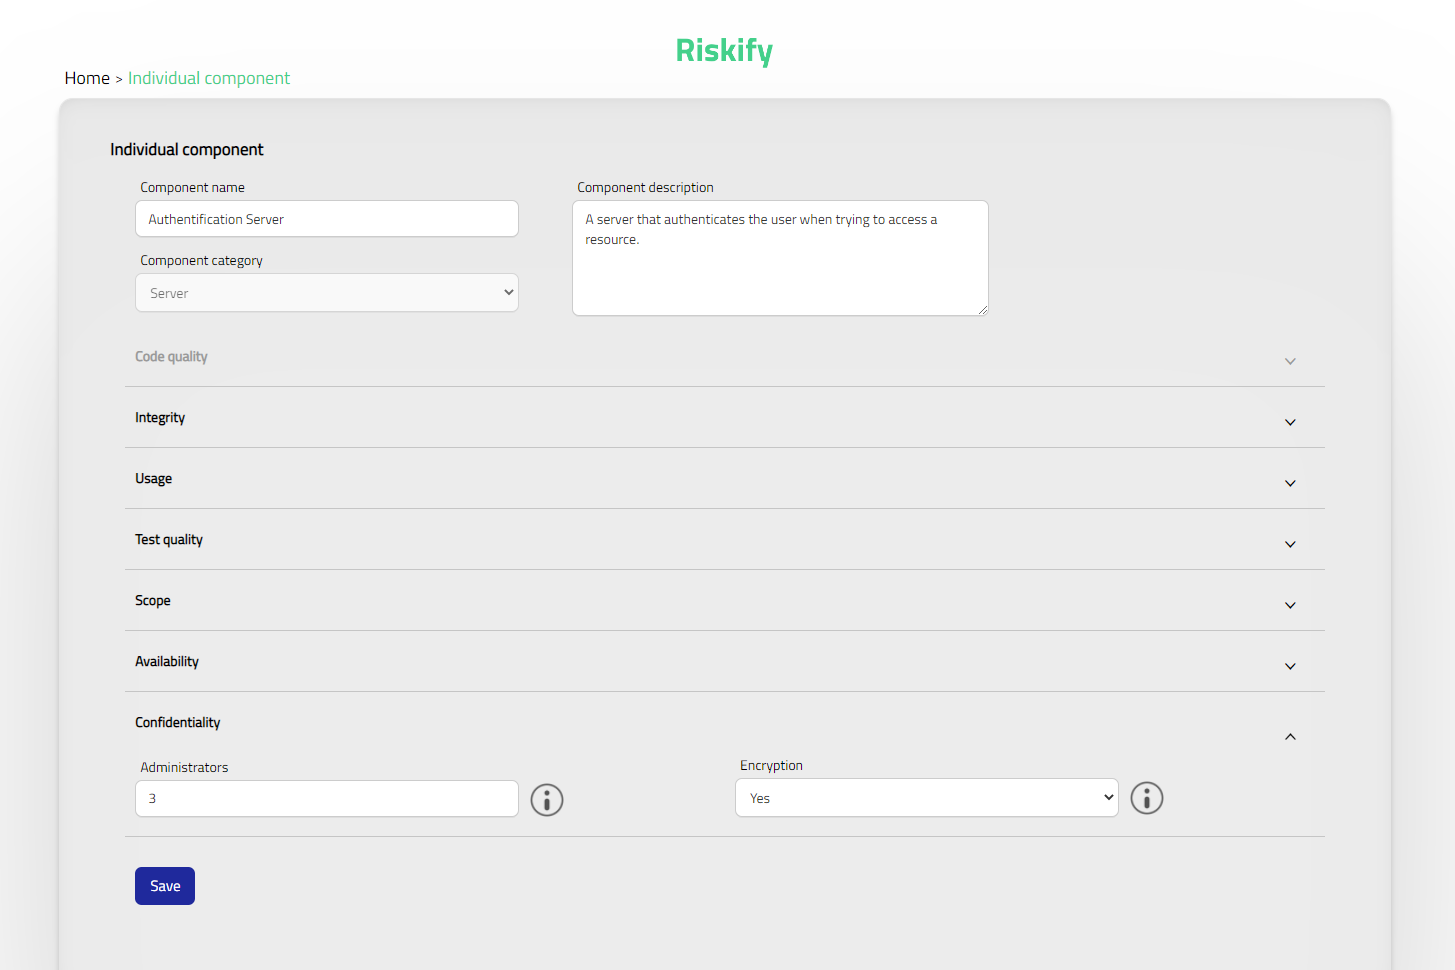 Riskify
Home > Individual component
Individual component
Component name
Authentification Server
Component description
A server that authenticates the user when trying to access a
resource.
Component category
Server
Code quality
Integrity
Usage
Test quality
Scope
Availability
Confidentiality
Administrators
3
Encryption
Yes
Save